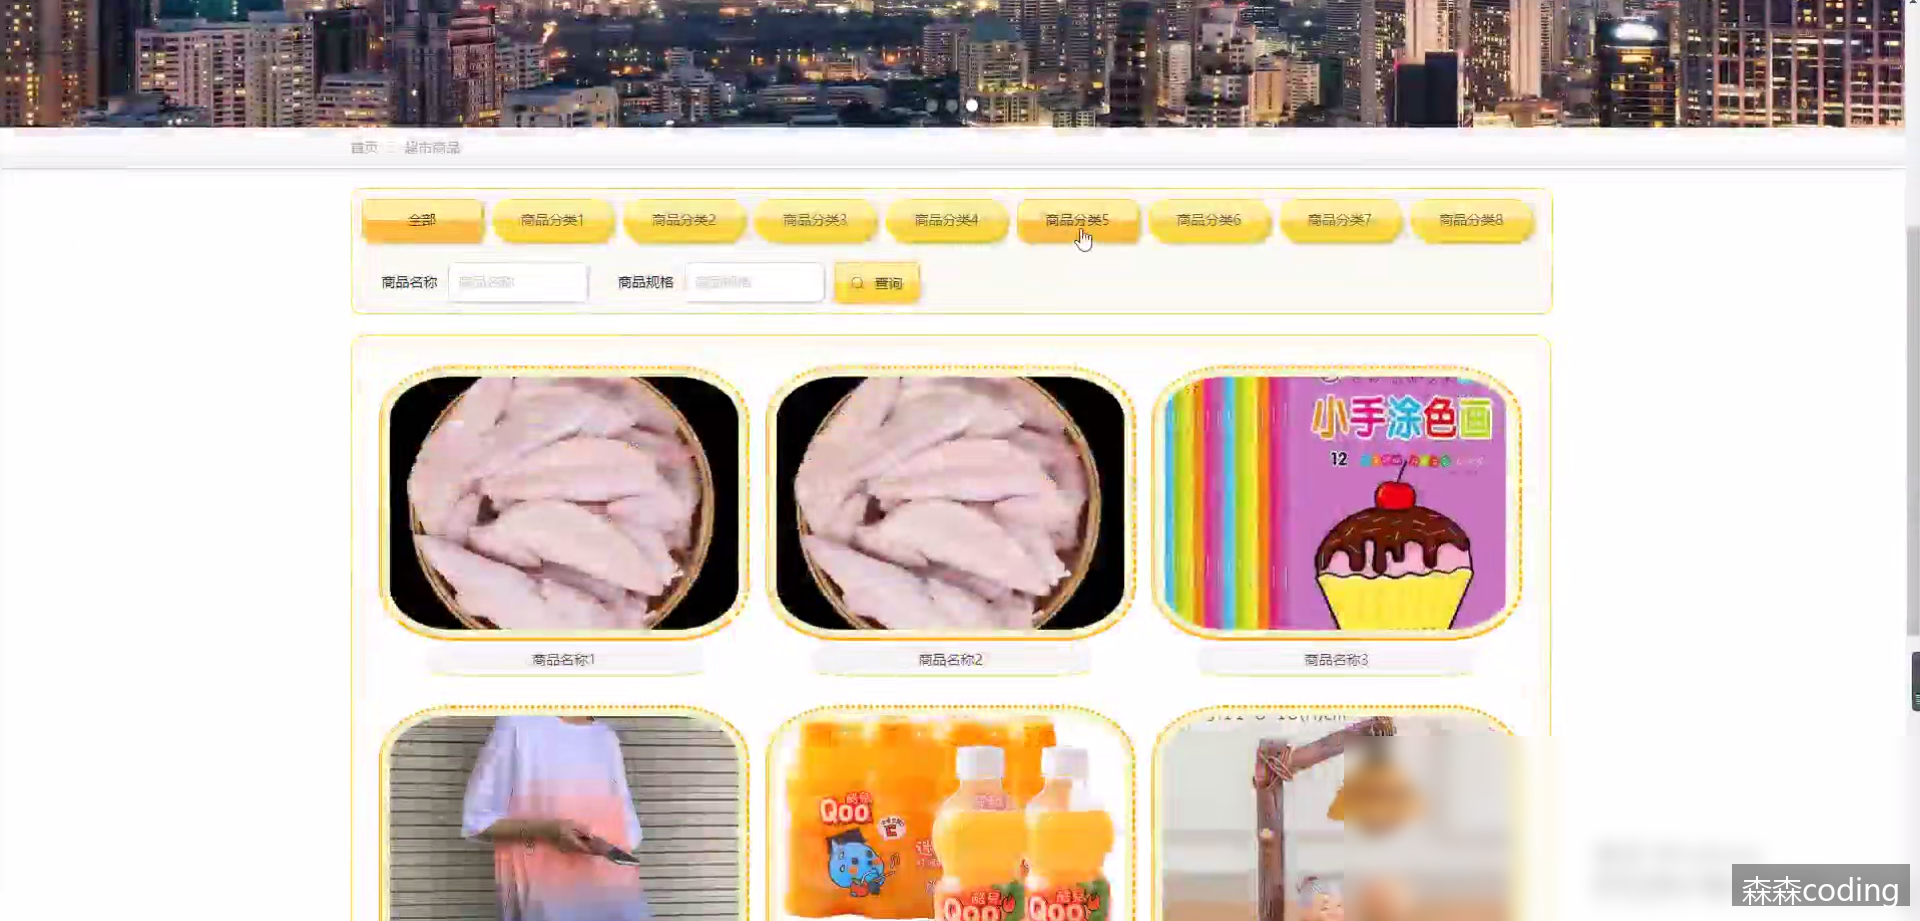 首页
超市商品
全部 商品分类1 商品分类2 商品分类3 商品分类4 商品分类5 商品分类6 商品分类7 商品分类8
商品名称 商品名称 商品规格 商品规格 查询
小手涂色画
12
商品名称1 商品名称2 商品名称3
Qoo
酷兒
Qoo Qoo
森森coding